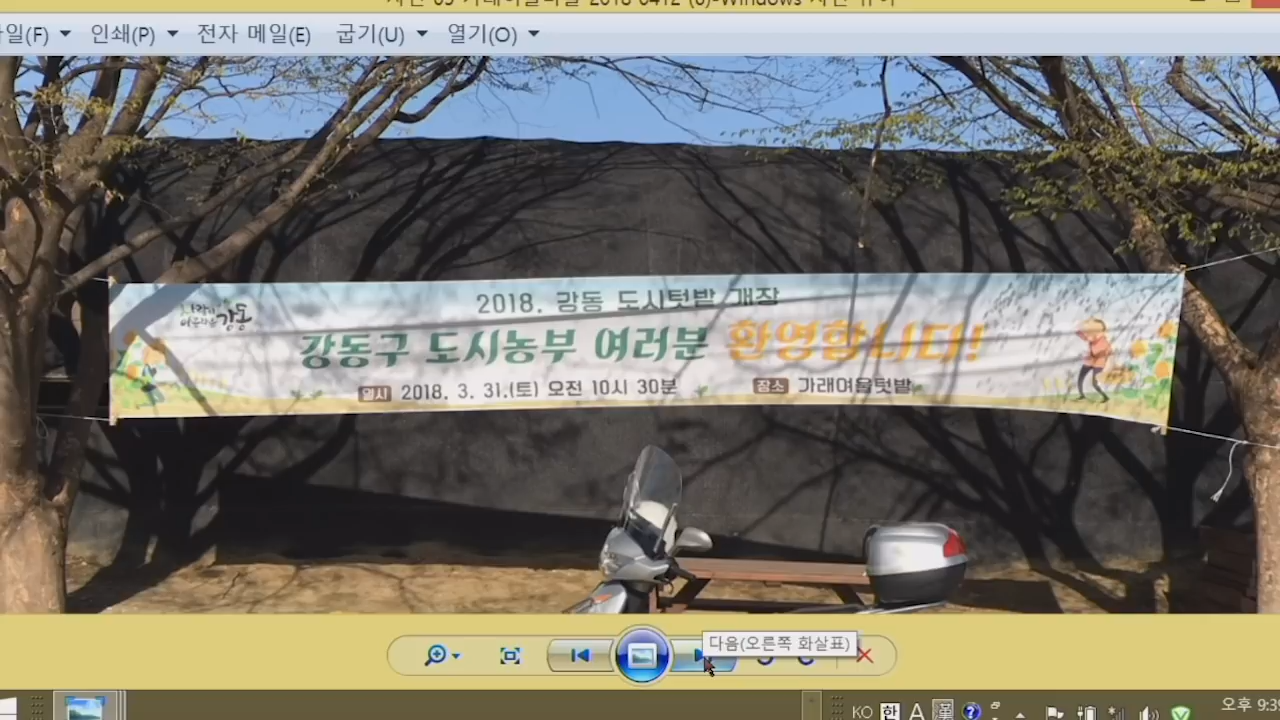 인쇄(P) 전자 메일(E) 굽기(U) 열기(O)
2018. 강동 도시텃밭 개장
강동구 도시농부 여러분 환영합니다!
일시 2018. 3. 31.(토) 오전 10시 30분 장소 가래여울텃밭
다음(오른쪽 화살표)
KO 한 A 漢